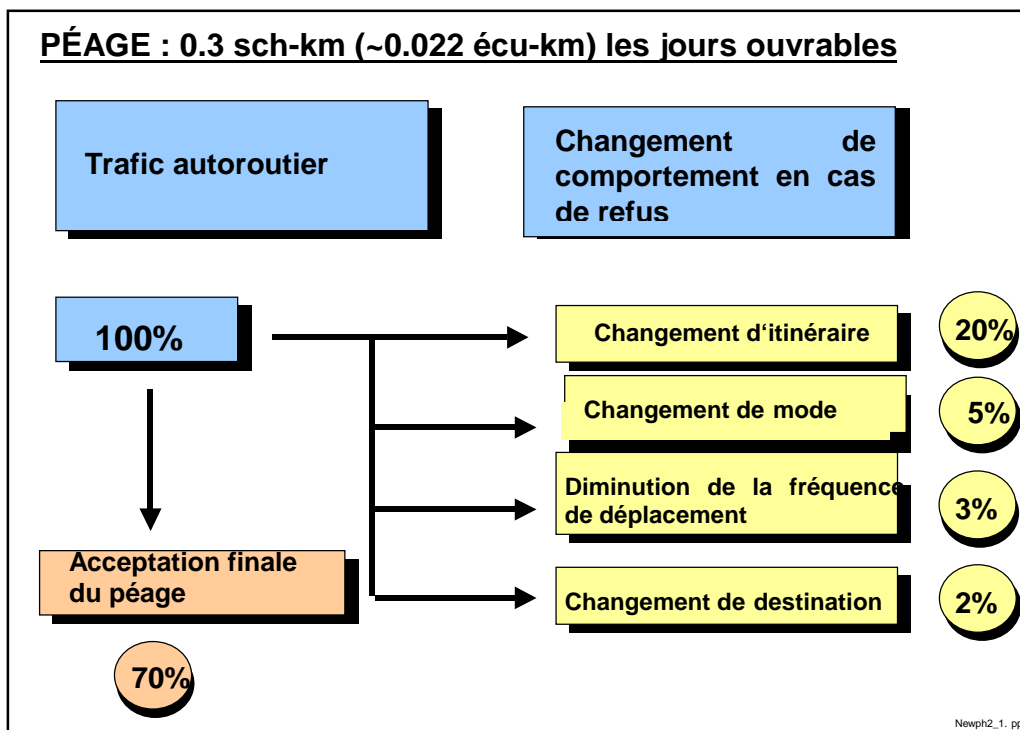 PÉAGE : 0.3 sch-km (~0.022 écu-km) les jours ouvrables
Trafic autoroutier
Changement de
comportement en cas
de refus
100%
Changement d‘itinéraire
20%
Changement de mode
5%
Diminution de la fréquence
de déplacement
3%
Acceptation finale
du péage
Changement de destination
2%
70%
Newph2_1. pp